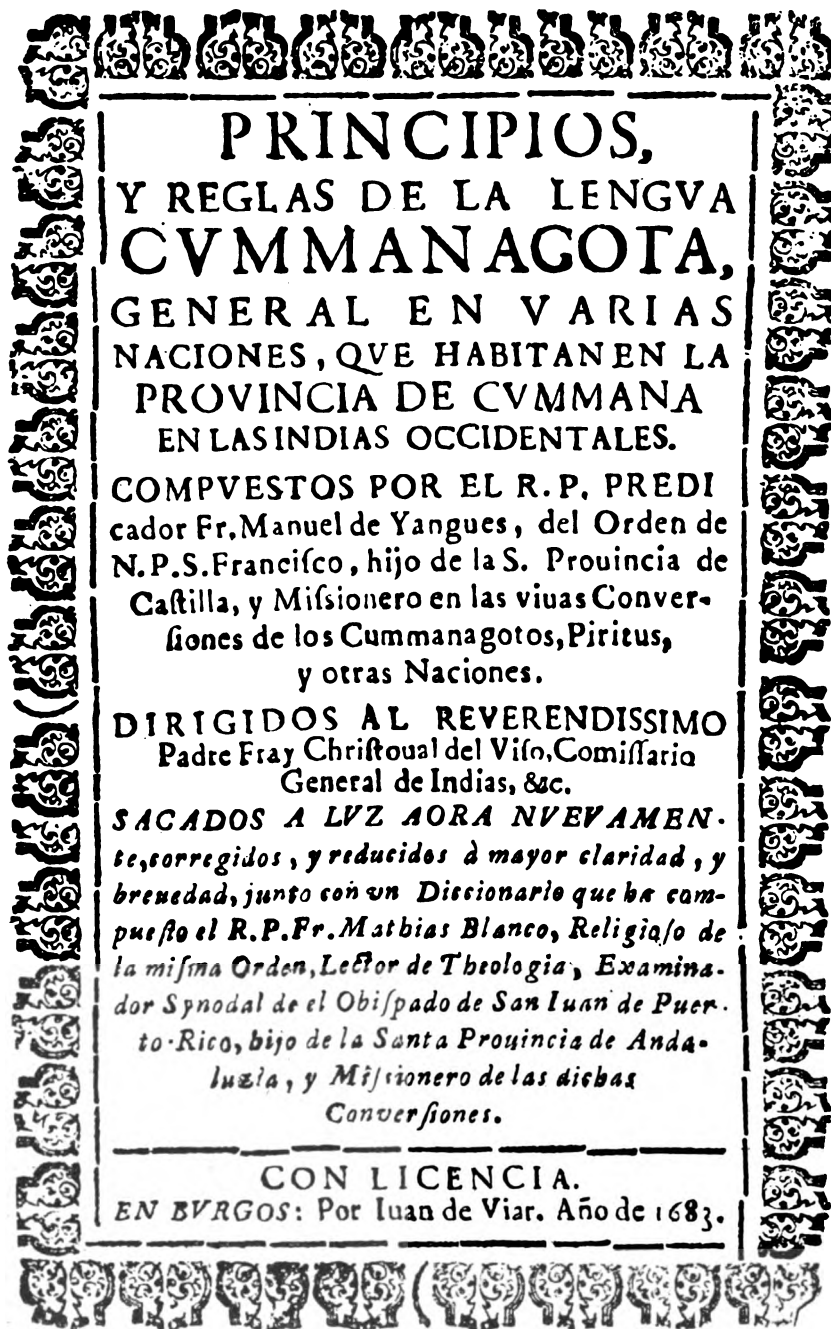 PRINCIPIOS,
Y REGLAS DE LA LENGVA
CVMMANAGOTA,
GENERAL EN VARIAS
NACIONES, QVE HABITAN EN LA
PROVINCIA DE CVMMANA
EN LAS INDIAS OCCIDENTALES.
COMPVESTOS POR EL R. P. PREDI
cador Fr. Manuel de Yangues, del Orden de
N. P. S. Franciſco, hijo de la S. Prouincia de
Caſtilla, y Miſsionero en las viuas Conver-
ſiones de los Cummanagotos, Piritus,
y otras Naciones.
DIRIGIDOS AL REVERENDISSIMO
Padre Fray Chriſtoual del Viſo, Comiſſario
General de Indias, &c.
SACADOS A LVZ AORA NVEVAMEN-
te, corregidos, y reducidos à mayor claridad, y
breuedad, junto con vn Diccionario que ha com-
pueſto el R. P. Fr. Mathias Blanco, Religioſo de
la miſma Orden, Lector de Theologia, Examina-
dor Synodal de el Obiſpado de San Iuan de Puer-
to-Rico, hijo de la Santa Prouincia de Anda-
luzia, y Miſsionero de las dichas
Converſiones.
CON LICENCIA.
EN BVRGOS: Por Iuan de Viar. Año de 1683.